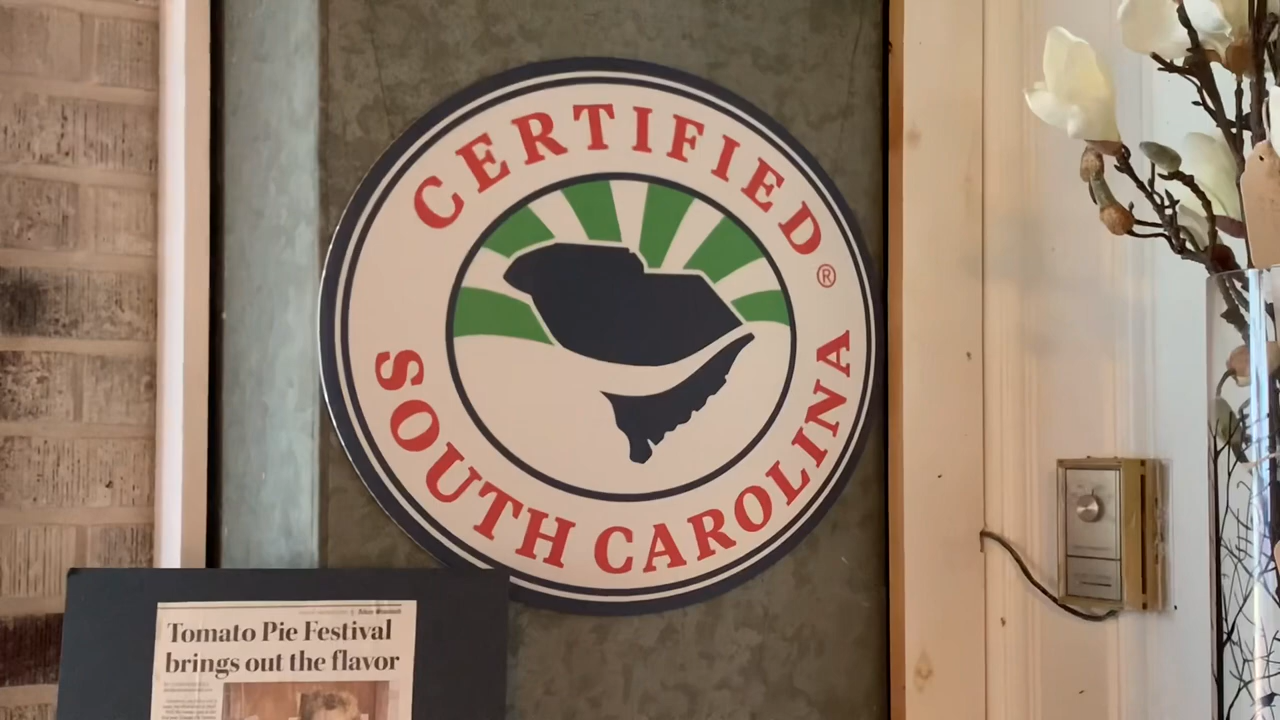 CERTIFIED®
SOUTH CAROLINA
Tomato Pie Festival
brings out the flavor